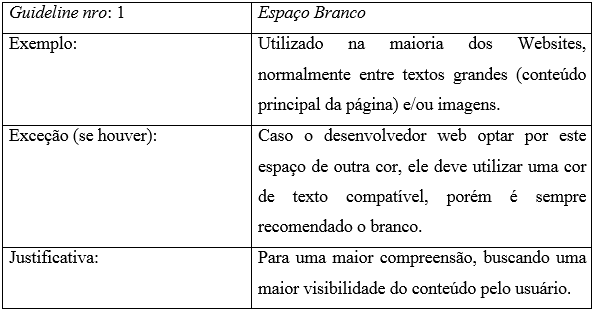 Guideline nro: 1
Espaço Branco
Exemplo:
Utilizado na maioria dos Websites,
normalmente entre textos grandes (conteúdo
principal da página) e/ou imagens.
Exceção (se houver):
Caso o desenvolvedor web optar por este
espaço de outra cor, ele deve utilizar uma cor
de texto compatível, porém é sempre
recomendado o branco.
Justificativa:
Para uma maior compreensão, buscando uma
maior visibilidade do conteúdo pelo usuário.